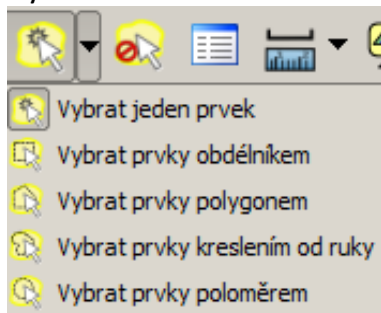 Vybrat jeden prvek
Vybrat prvky obdélníkem
Vybrat prvky polygonem
Vybrat prvky kreslením od ruky
Vybrat prvky poloměrem